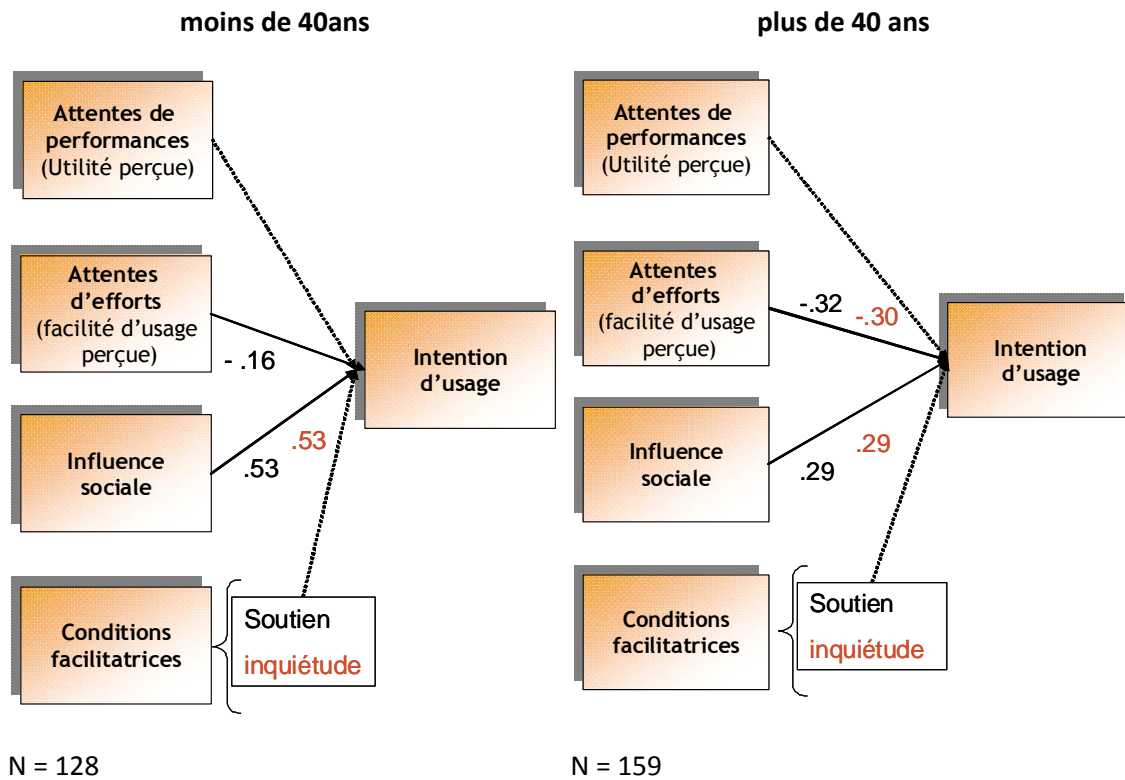 moins de 40ans
Attentes de
performances
(Utilité perçue)
Attentes
d’efforts
(facilité d’usage
perçue)
- .16
Influence
sociale
.53
.53
Intention
d’usage
Conditions
facilitatrices
Soutien
inquiétude
N = 128
plus de 40 ans
Attentes de
performances
(Utilité perçue)
Attentes
d’efforts
(facilité d’usage
perçue)
-.32
-.30
Influence
sociale
.29
.29
Intention
d’usage
Conditions
facilitatrices
Soutien
inquiétude
N = 159